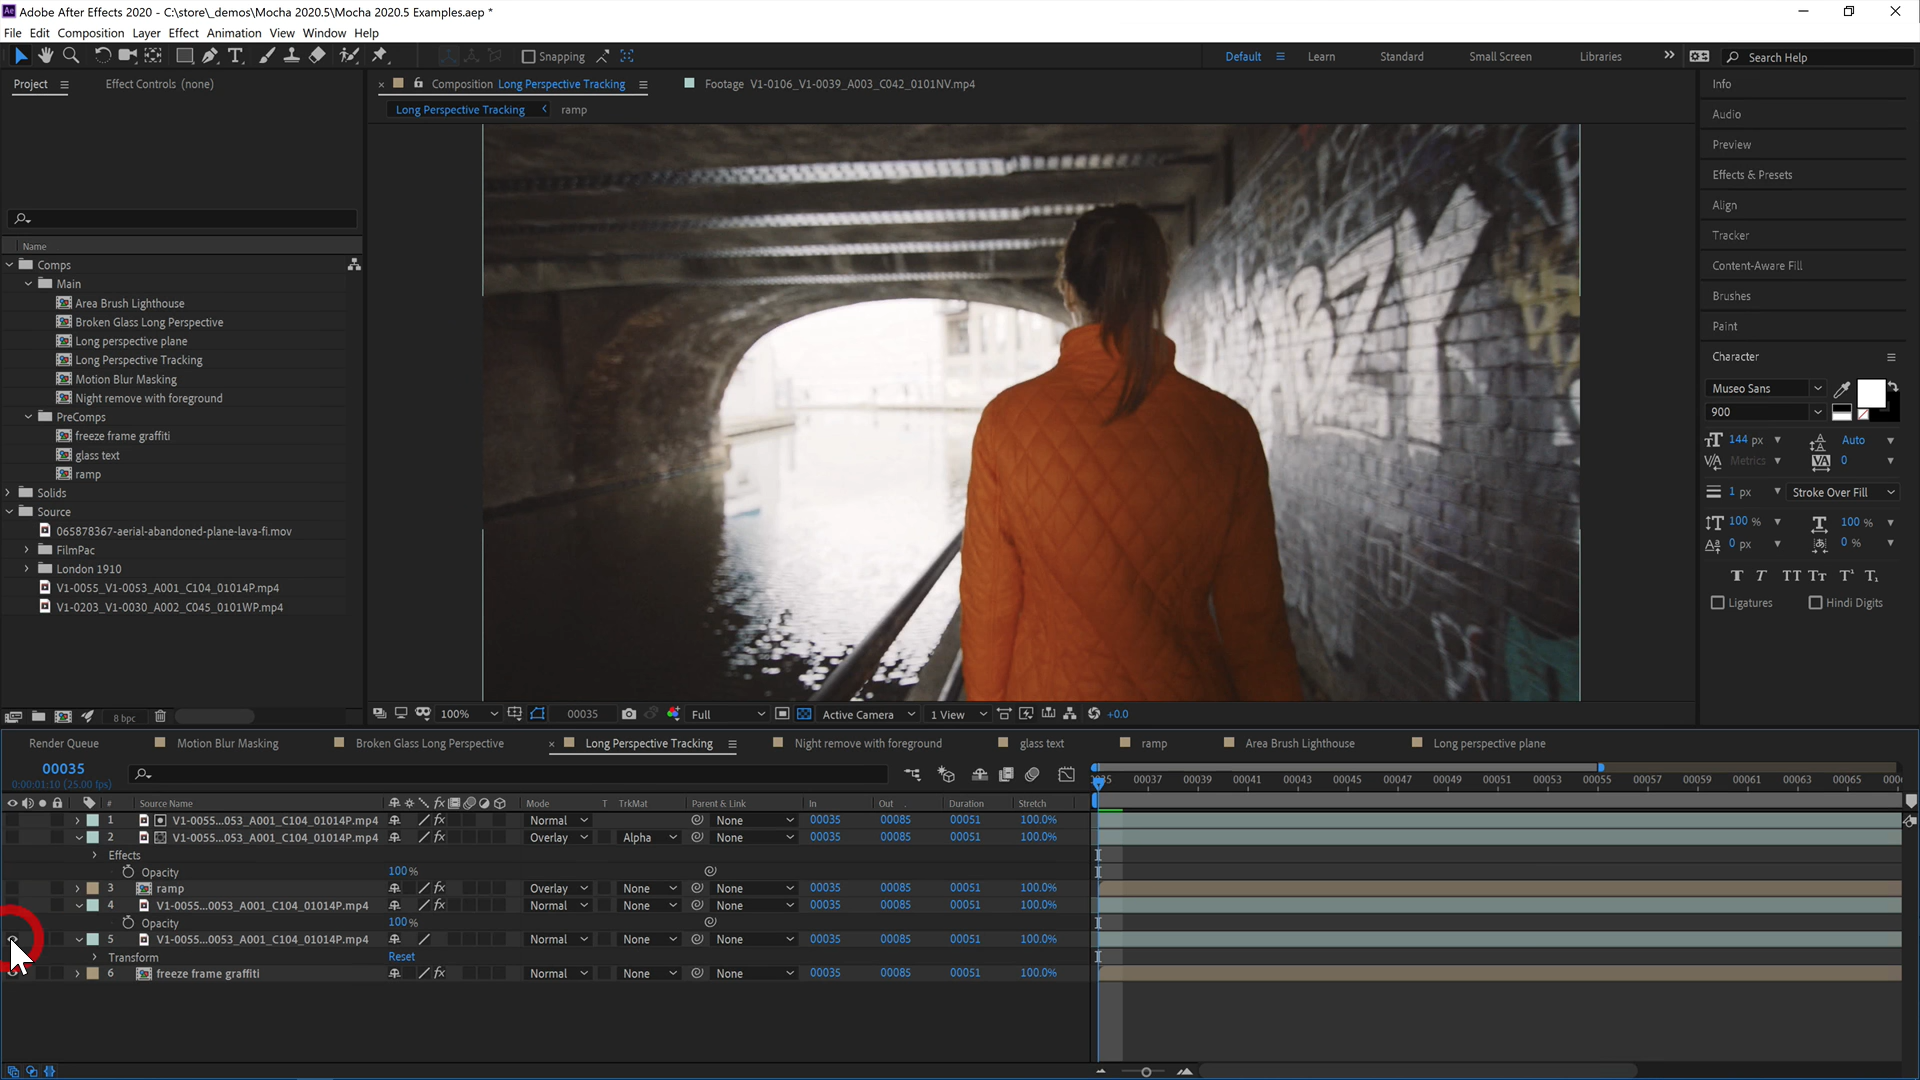 Adobe After Effects 2020 - C:\store\_demos\Mocha 2020.5\Mocha 2020.5 Examples.aep *
File Edit Composition Layer Effect Animation View Window Help
Snapping Default Learn Standard Small Screen Libraries Search Help
Project Effect Controls (none)
Composition Long Perspective Tracking Footage V1-0106_V1-0039_A003_C042_0101NV.mp4
Long Perspective Tracking ramp
Name
Comps
Main
Area Brush Lighthouse
Broken Glass Long Perspective
Long perspective plane
Long Perspective Tracking
Motion Blur Masking
Night remove with foreground
PreComps
freeze frame graffiti
glass text
ramp
Solids
Source
065878367-aerial-abandoned-plane-lava-fi.mov
FilmPac
London 1910
V1-0055_V1-0053_A001_C104_01014P.mp4
V1-0203_V1-0030_A002_C045_0101WP.mp4
8 bpc
Info
Audio
Preview
Effects & Presets
Align
Tracker
Content-Aware Fill
Brushes
Paint
Character
Museo Sans
900
144 px Auto
Metrics 0
1 px Stroke Over Fill
100 % 100 %
0 px 0 %
Ligatures Hindi Digits
100% 00035 Full Active Camera 1 View +0.0
Render Queue Motion Blur Masking Broken Glass Long Perspective Long Perspective Tracking Night remove with foreground glass text ramp Area Brush Lighthouse Long perspective plane
00035
0:00:01:10 (25.00 fps)
00037 00039 00041 00043 00045 00047 00049 00051 00053 00055 00057 00059 00061 00063 00065
# Source Name Mode T TrkMat Parent & Link In Out Duration Stretch
1 V1-0055...053_A001_C104_01014P.mp4 Normal None 00035 00085 00051 100.0%
2 V1-0055...053_A001_C104_01014P.mp4 Overlay Alpha None 00035 00085 00051 100.0%
Effects
Opacity 100%
3 ramp Overlay None None 00035 00085 00051 100.0%
4 V1-0055...0053_A001_C104_01014P.mp4 Normal None None 00035 00085 00051 100.0%
Opacity 100%
5 V1-0055...0053_A001_C104_01014P.mp4 Normal None None 00035 00085 00051 100.0%
Transform Reset
6 freeze frame graffiti Normal None None 00035 00085 00051 100.0%